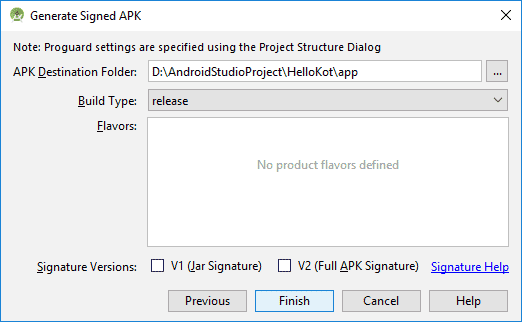 Generate Signed APK
Note: Proguard settings are specified using the Project Structure Dialog
APK Destination Folder: D:\AndroidStudioProject\HelloKot\app ...
Build Type: release
Flavors:
No product flavors defined
Signature Versions: V1 (Jar Signature) V2 (Full APK Signature) Signature Help
Previous Finish Cancel Help